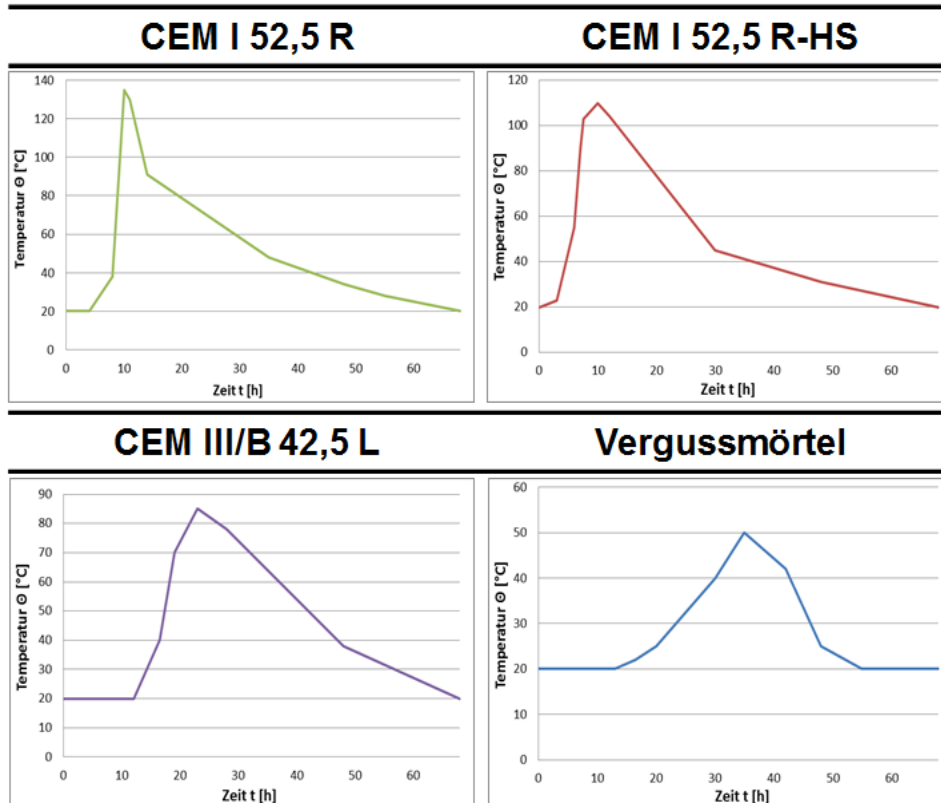 CEM I 52,5 R
CEM I 52,5 R-HS
Temperatur Θ [°C]
140
120
100
80
60
40
20
0
0 10 20 30 40 50 60
Zeit t [h]
Temperatur Θ [°C]
120
100
80
60
40
20
0
0 10 20 30 40 50 60
Zeit t [h]
CEM III/B 42,5 L
Vergussmörtel
Temperatur Θ [°C]
90
80
70
60
50
40
30
20
10
0
0 10 20 30 40 50 60
Zeit t [h]
Temperatur Θ [°C]
60
50
40
30
20
10
0
0 10 20 30 40 50 60
Zeit t [h]